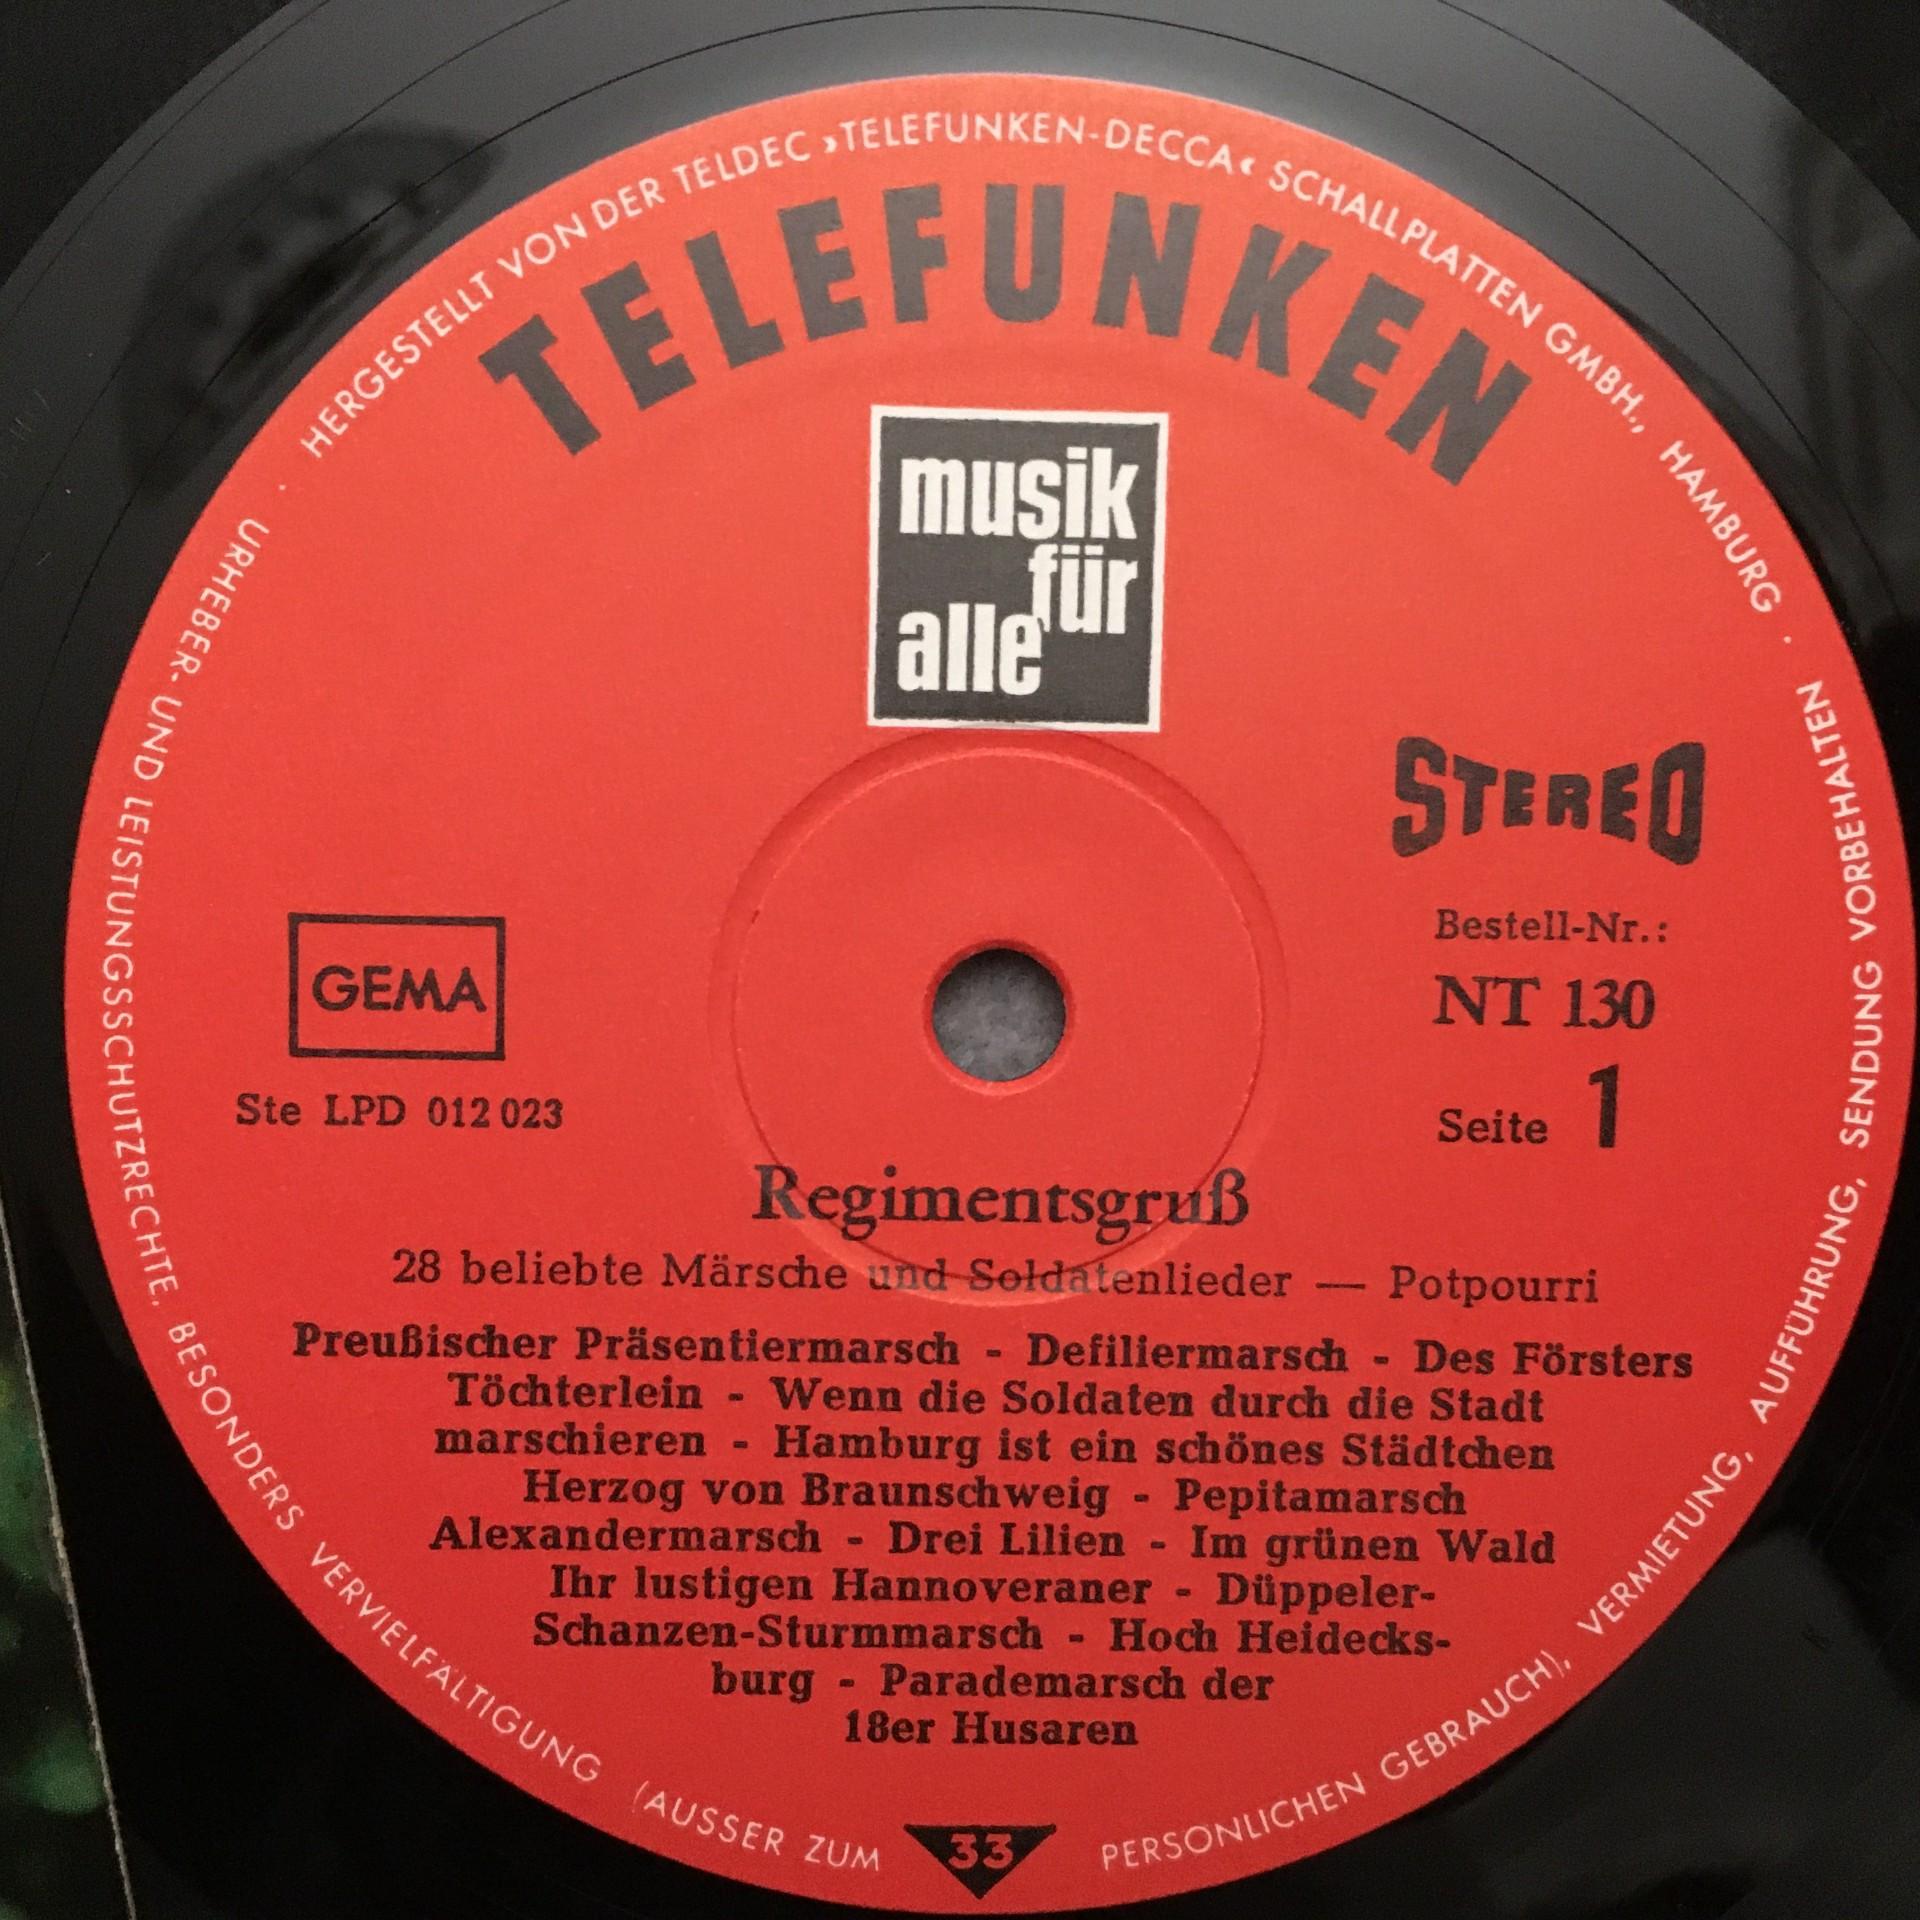 HERGESTELLT VON DER TELDEC »TELEFUNKEN-DECCA« SCHALLPLATTEN GMBH., HAMBURG ·
TELEFUNKEN
musik
für
alle
STEREO
Bestell-Nr.:
NT 130
Seite 1
GEMA
Ste LPD 012 023
Regimentsgruß
28 beliebte Märsche und Soldatenlieder — Potpourri
Preußischer Präsentiermarsch - Defiliermarsch - Des Försters
Töchterlein - Wenn die Soldaten durch die Stadt
marschieren - Hamburg ist ein schönes Städtchen
Herzog von Braunschweig - Pepitamarsch
Alexandermarsch - Drei Lilien - Im grünen Wald
Ihr lustigen Hannoveraner - Düppeler-
Schanzen-Sturmmarsch - Hoch Heidecks-
burg - Parademarsch der
18er Husaren
33
URHEBER- UND LEISTUNGSSCHUTZRECHTE, BESONDERS VERVIELFÄLTIGUNG (AUSSER ZUM PERSONLICHEN GEBRAUCH), VERMIETUNG, AUFFÜHRUNG, SENDUNG VORBEHALTEN ·